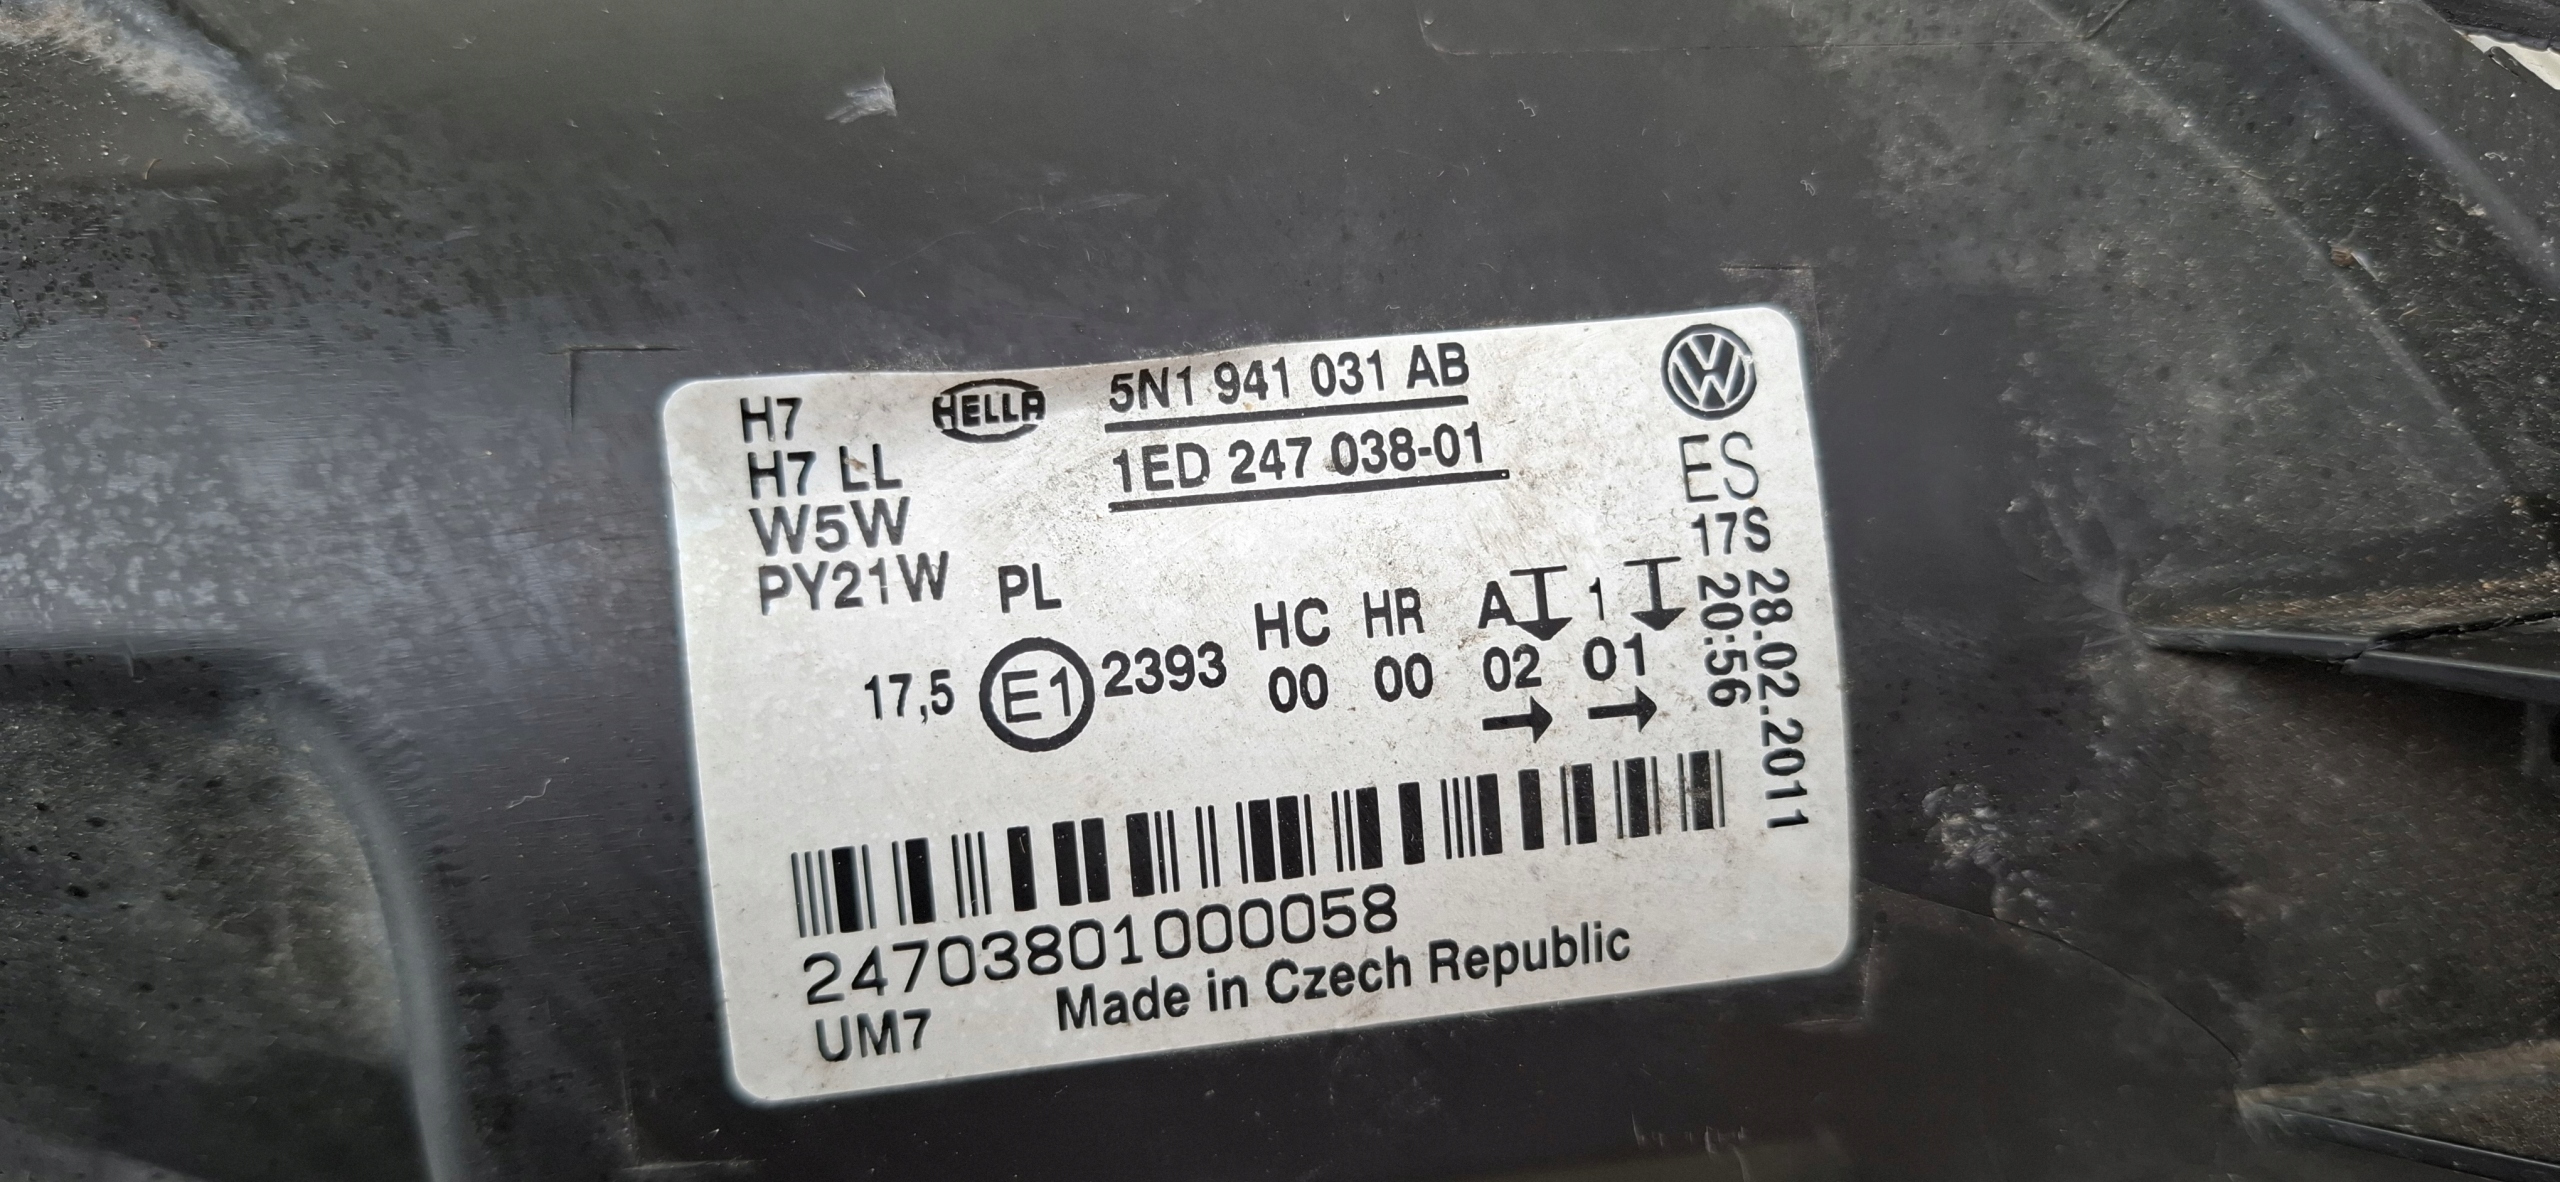 H7
H7 LL
W5W
PY21W
PL
HELLA
5N1 941 031 AB
1ED 247 038-01
ES
17S
28.02.2011
20:56
17,5 E1 2393
HC HR A 1
00 00 02 01
24703801000058
UM7
Made in Czech Republic